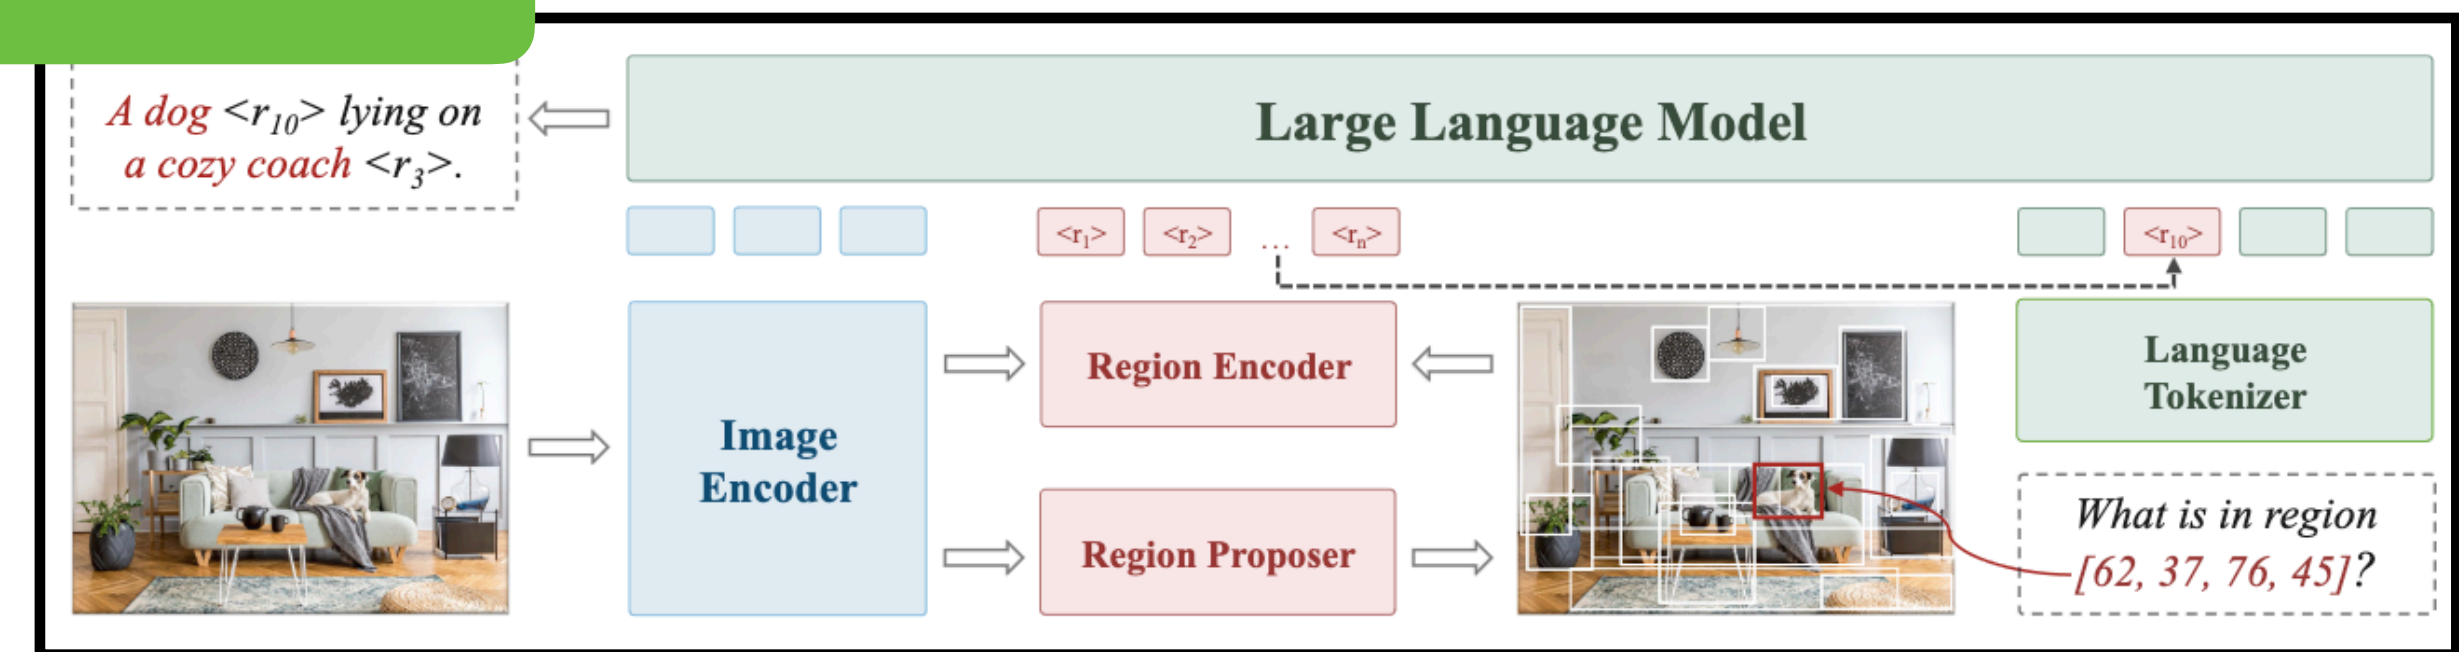 A dog <r10> lying on
a cozy coach <r3>.
Large Language Model
<r1> <r2> ... <rn>
<r10>
Image
Encoder
Region Encoder
Region Proposer
Language
Tokenizer
What is in region
[62, 37, 76, 45]?